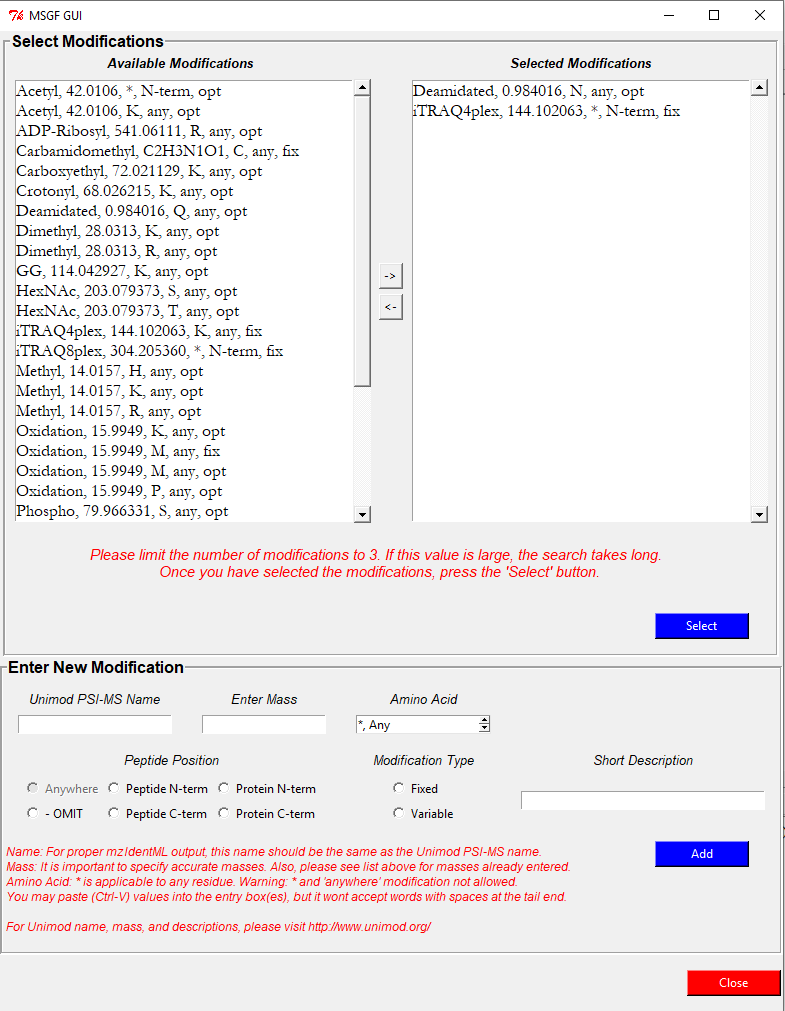 MSGF GUI
Select Modifications
Available Modifications
Selected Modifications
Acetyl, 42.0106, *, N-term, opt
Acetyl, 42.0106, K, any, opt
ADP-Ribosyl, 541.06111, R, any, opt
Carbamidomethyl, C2H3N1O1, C, any, fix
Carboxyethyl, 72.021129, K, any, opt
Crotonyl, 68.026215, K, any, opt
Deamidated, 0.984016, Q, any, opt
Dimethyl, 28.0313, K, any, opt
Dimethyl, 28.0313, R, any, opt
GG, 114.042927, K, any, opt
HexNAc, 203.079373, S, any, opt
HexNAc, 203.079373, T, any, opt
iTRAQ4plex, 144.102063, K, any, fix
iTRAQ8plex, 304.205360, *, N-term, fix
Methyl, 14.0157, H, any, opt
Methyl, 14.0157, K, any, opt
Methyl, 14.0157, R, any, opt
Oxidation, 15.9949, K, any, opt
Oxidation, 15.9949, M, any, fix
Oxidation, 15.9949, M, any, opt
Oxidation, 15.9949, P, any, opt
Phospho, 79.966331, S, any, opt
->
<-
Deamidated, 0.984016, N, any, opt
iTRAQ4plex, 144.102063, *, N-term, fix
Please limit the number of modifications to 3. If this value is large, the search takes long.
Once you have selected the modifications, press the 'Select' button.
Select
Enter New Modification
Unimod PSI-MS Name
Enter Mass
Amino Acid
*, Any
Peptide Position
Modification Type
Short Description
Anywhere
Peptide N-term
Protein N-term
Fixed
- OMIT
Peptide C-term
Protein C-term
Variable
Name: For proper mzIdentML output, this name should be the same as the Unimod PSI-MS name.
Mass: It is important to specify accurate masses. Also, please see list above for masses already entered.
Amino Acid: * is applicable to any residue. Warning: * and 'anywhere' modification not allowed.
You may paste (Ctrl-V) values into the entry box(es), but it wont accept words with spaces at the tail end.
For Unimod name, mass, and descriptions, please visit http://www.unimod.org/
Add
Close